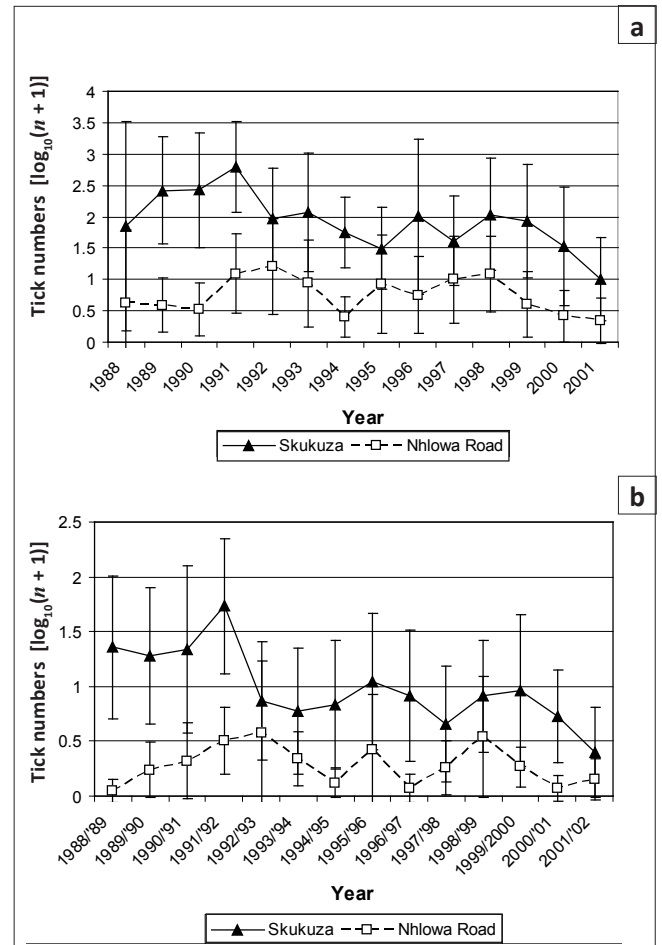 a
Tick numbers [log₁₀(n + 1)]
4
3.5
3
2.5
2
1.5
1
0.5
0
1988 1989 1990 1991 1992 1993 1994 1995 1996 1997 1998 1999 2000 2001
Year
Skukuza Nhlowa Road
b
Tick numbers [log₁₀(n + 1)]
2.5
2
1.5
1
0.5
0
1988/'89 1989/'90 1990/'91 1991/'92 1992/'93 1993/'94 1994/'95 1995/'96 1996/'97 1997/'98 1998/'99 1999/2000 2000/'01 2001/'02
Year
Skukuza Nhlowa Road